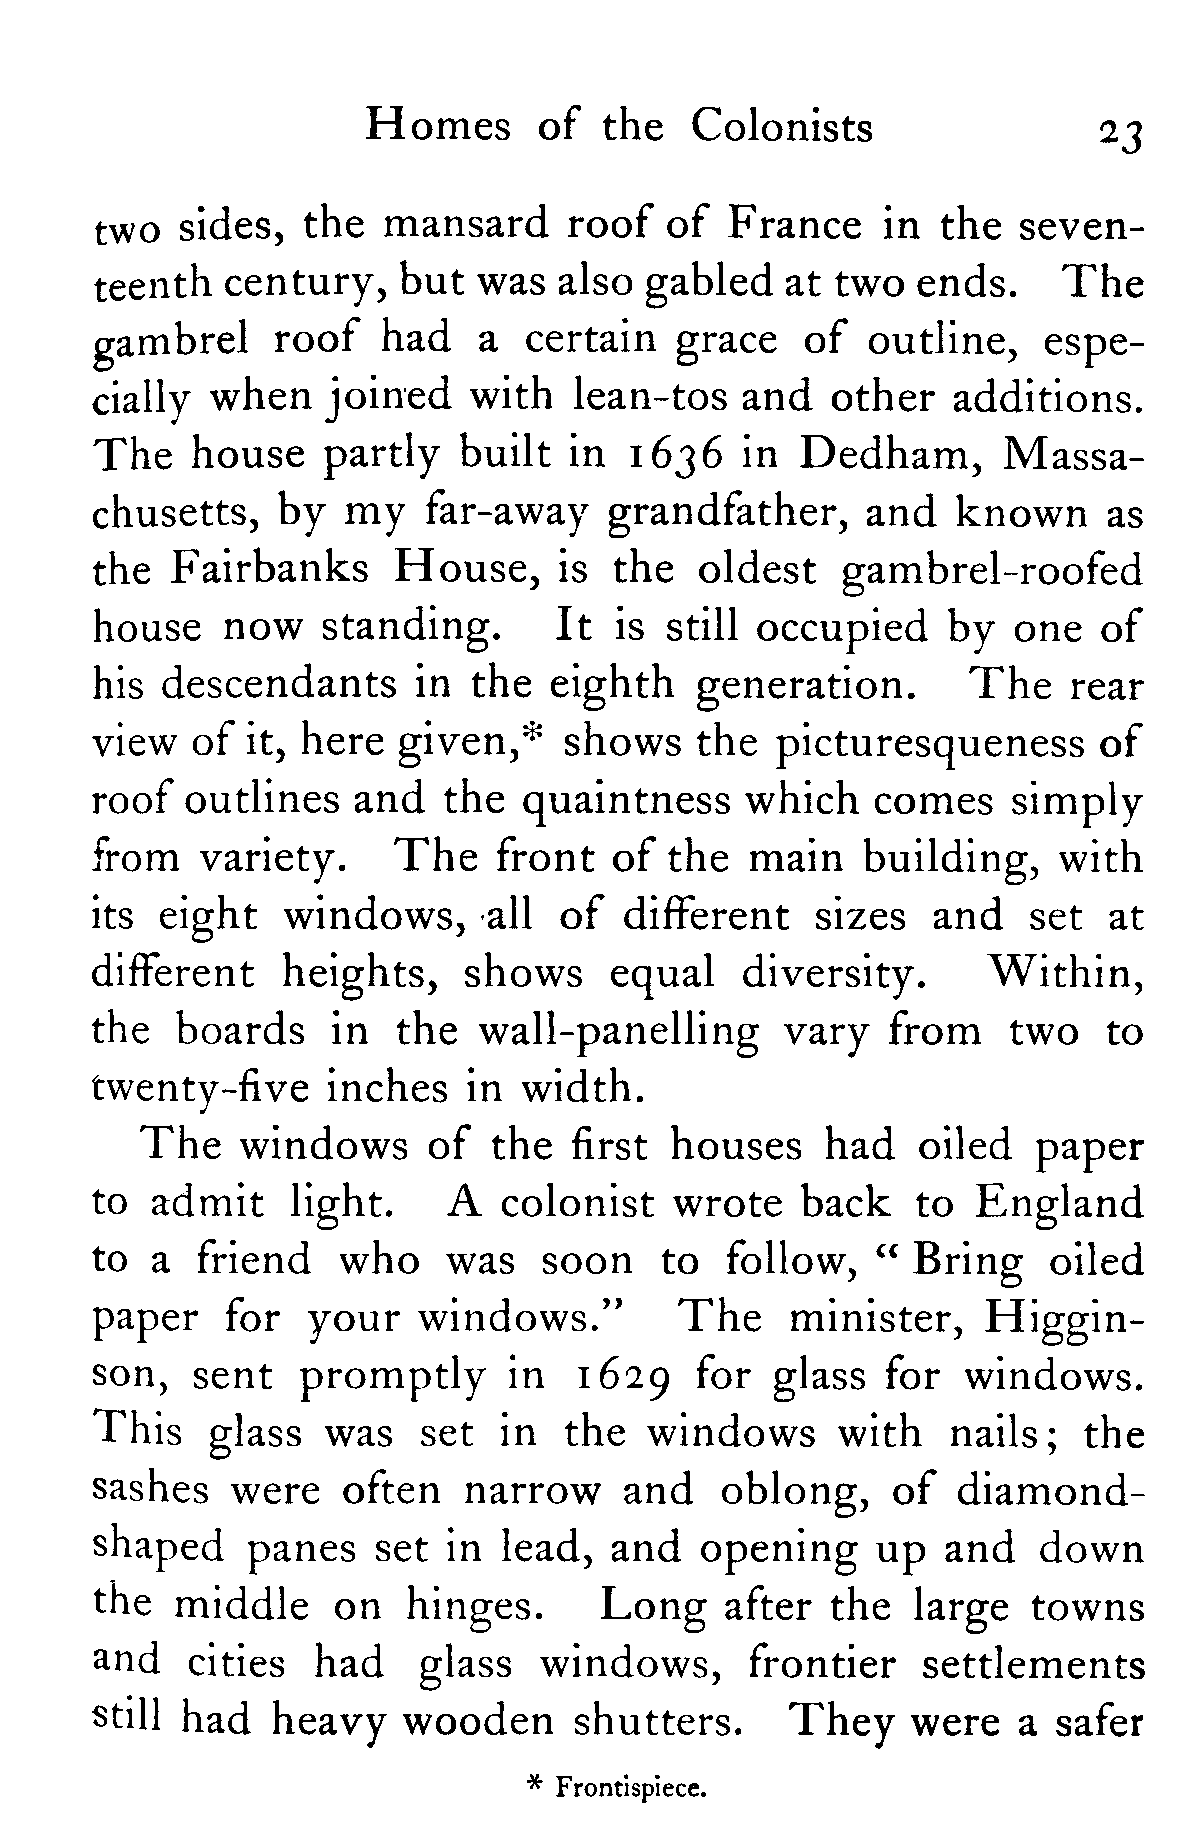 Homes of the Colonists 23
two sides, the mansard roof of France in the seven-
teenth century, but was also gabled at two ends. The
gambrel roof had a certain grace of outline, espe-
cially when joined with lean-tos and other additions.
The house partly built in 1636 in Dedham, Massa-
chusetts, by my far-away grandfather, and known as
the Fairbanks House, is the oldest gambrel-roofed
house now standing. It is still occupied by one of
his descendants in the eighth generation. The rear
view of it, here given,* shows the picturesqueness of
roof outlines and the quaintness which comes simply
from variety. The front of the main building, with
its eight windows, all of different sizes and set at
different heights, shows equal diversity. Within,
the boards in the wall-panelling vary from two to
twenty-five inches in width.
The windows of the first houses had oiled paper
to admit light. A colonist wrote back to England
to a friend who was soon to follow, “Bring oiled
paper for your windows.” The minister, Higgin-
son, sent promptly in 1629 for glass for windows.
This glass was set in the windows with nails; the
sashes were often narrow and oblong, of diamond-
shaped panes set in lead, and opening up and down
the middle on hinges. Long after the large towns
and cities had glass windows, frontier settlements
still had heavy wooden shutters. They were a safer
* Frontispiece.